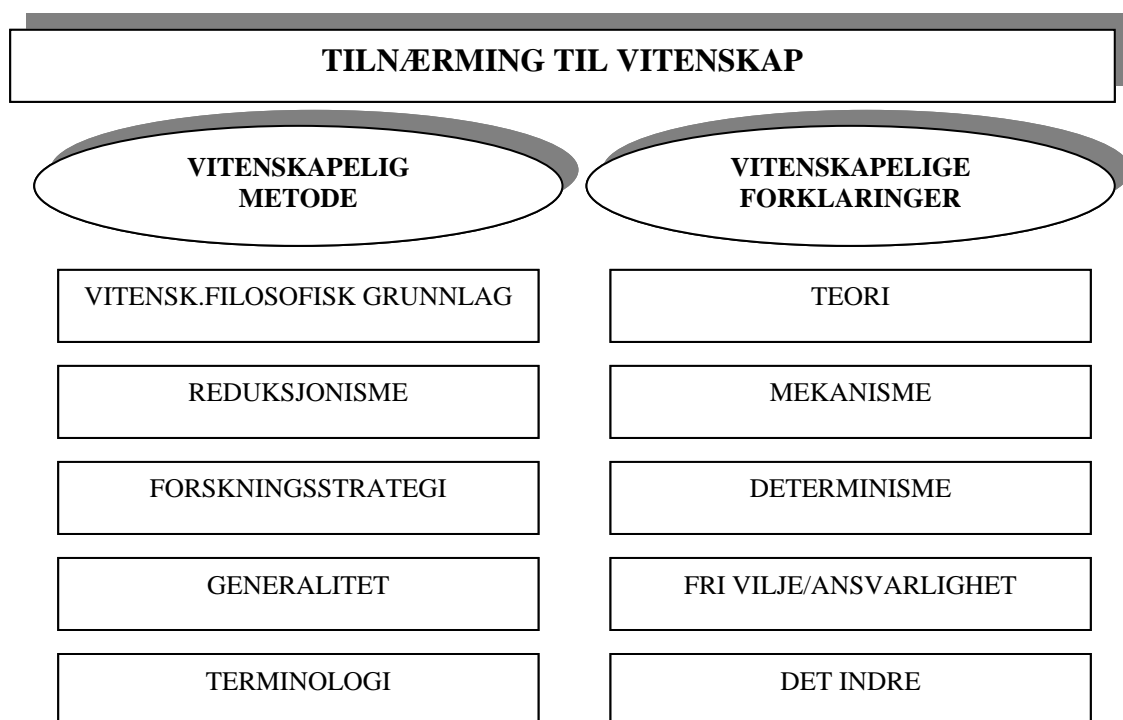 TILNÆRMING TIL VITENSKAP
VITENSKAPELIG
METODE
VITENSK.FILOSOFISK GRUNNLAG
REDUKSJONISME
FORSKNINGSSTRATEGI
GENERALITET
TERMINOLOGI
VITENSKAPELIGE
FORKLARINGER
TEORI
MEKANISME
DETERMINISME
FRI VILJE/ANSVARLIGHET
DET INDRE